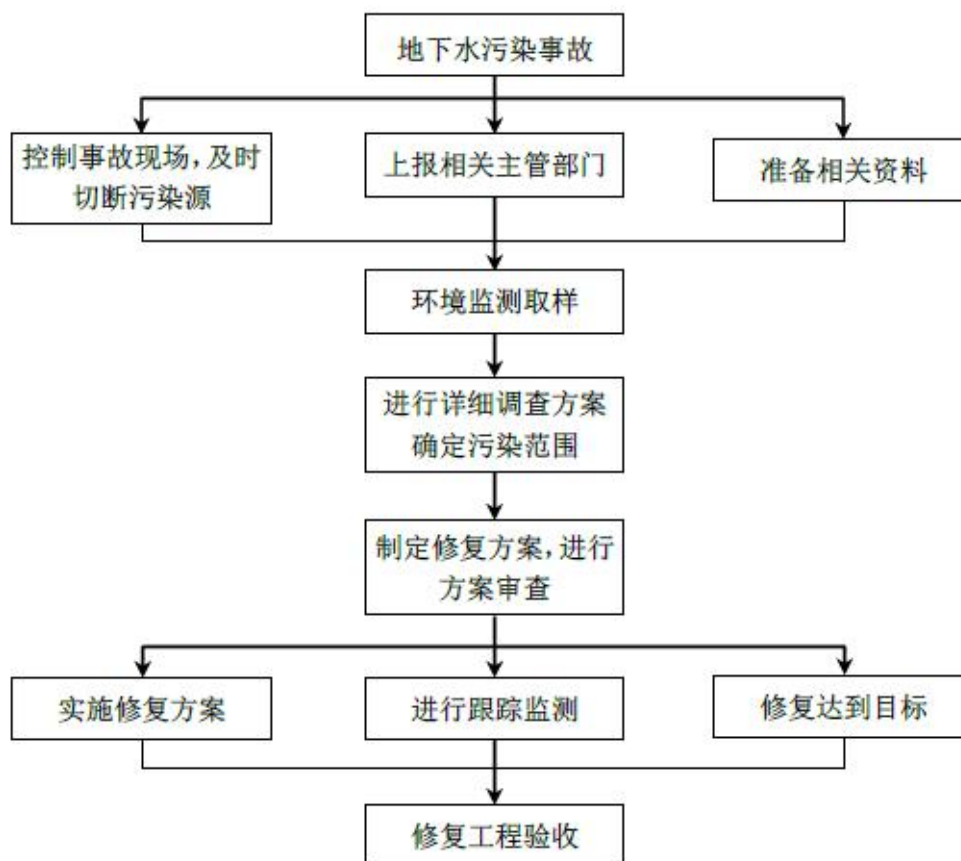 地下水污染事故
控制事故现场，及时
切断污染源
上报相关主管部门
准备相关资料
环境监测取样
进行详细调查方案
确定污染范围
制定修复方案，进行
方案审查
实施修复方案
进行跟踪监测
修复达到目标
修复工程验收